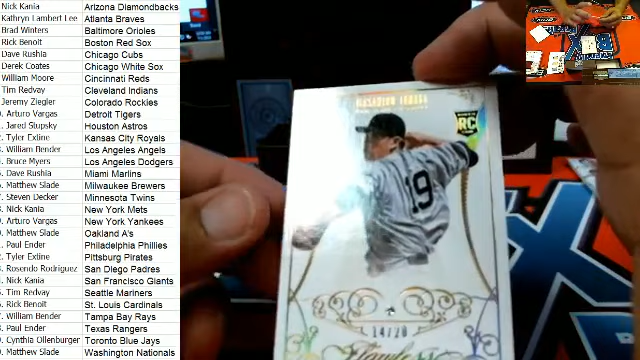 Nick Kania Arizona Diamondbacks
Kathryn Lambert Lee Atlanta Braves
Brad Winters Baltimore Orioles
Rick Benoit Boston Red Sox
Dave Rushia Chicago Cubs
Derek Coates Chicago White Sox
William Moore Cincinnati Reds
Tim Redvay Cleveland Indians
Jeremy Ziegler Colorado Rockies
Arturo Vargas Detroit Tigers
Jared Slupsky Houston Astros
Tyler Extine Kansas City Royals
William Bender Los Angeles Angels
Bruce Myers Los Angeles Dodgers
Dave Rushia Miami Marlins
Matthew Slade Milwaukee Brewers
Steven Decker Minnesota Twins
Nick Kania New York Mets
Arturo Vargas New York Yankees
Matthew Slade Oakland A's
Paul Ender Philadelphia Phillies
Tyler Extine Pittsburg Pirates
Rosendo Rodriguez San Diego Padres
Nick Kania San Francisco Giants
Tim Redvay Seattle Mariners
Rick Benoit St. Louis Cardinals
William Bender Tampa Bay Rays
Paul Ender Texas Rangers
Cynthia Ollenburger Toronto Blue Jays
Matthew Slade Washington Nationals
RC
19
14/20